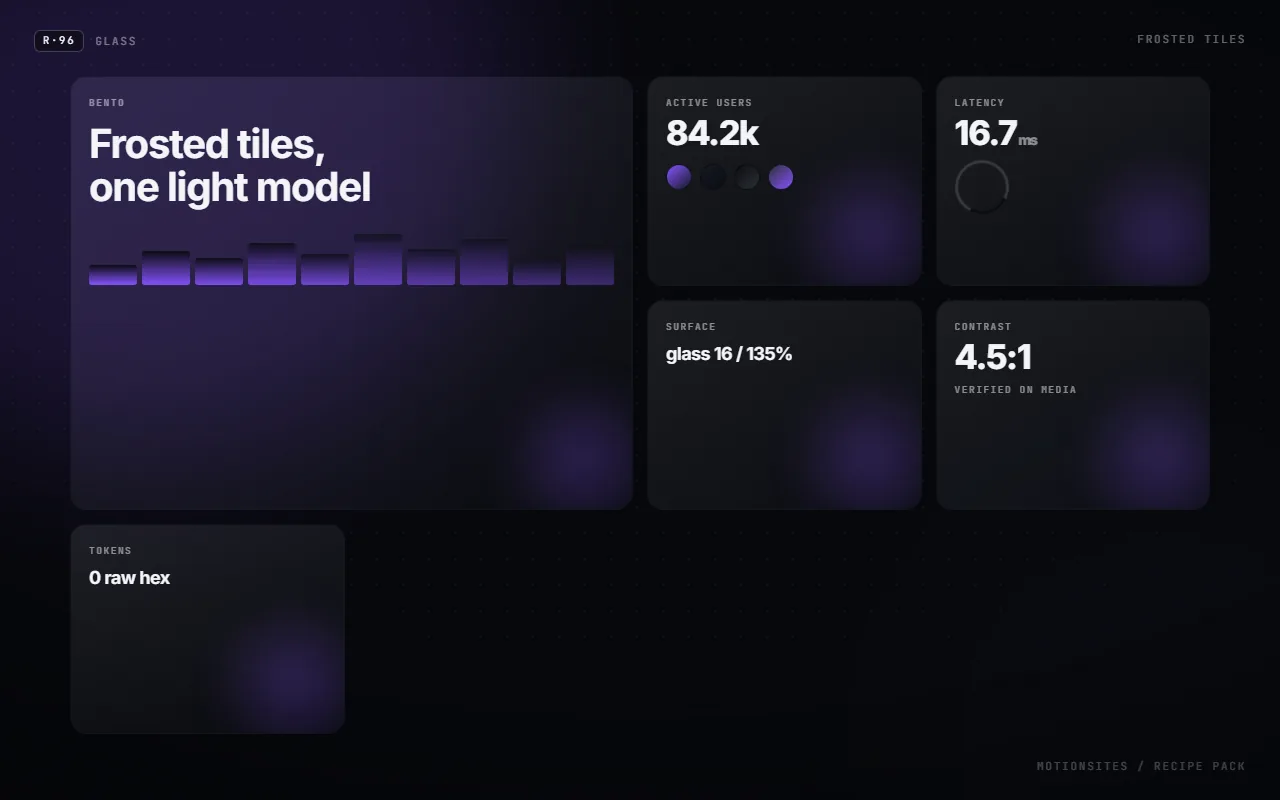 R·96 GLASS
FROSTED TILES
BENTO
Frosted tiles,
one light model
ACTIVE USERS
84.2k
LATENCY
16.7ms
SURFACE
glass 16 / 135%
CONTRAST
4.5:1
VERIFIED ON MEDIA
TOKENS
0 raw hex
MOTIONSITES / RECIPE PACK